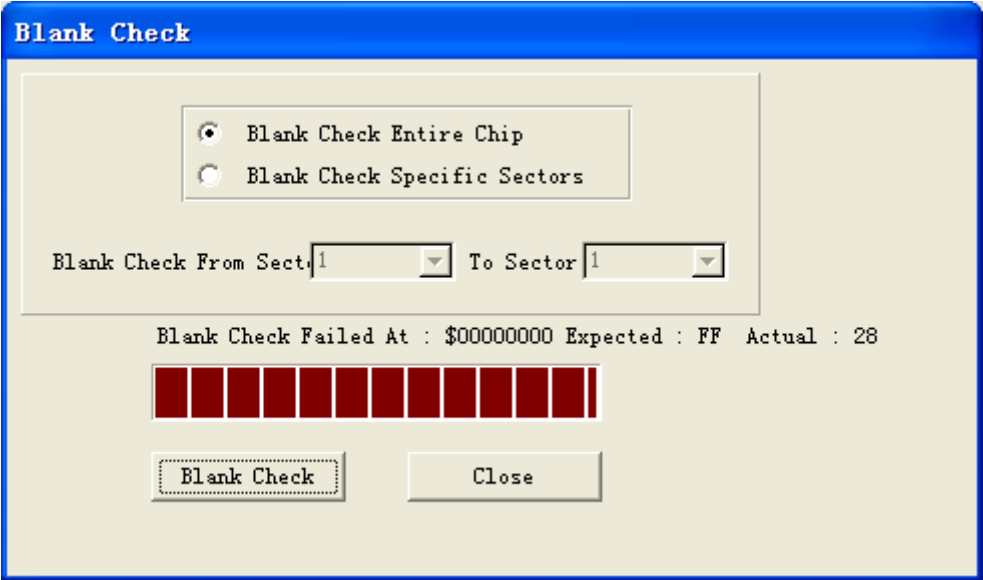 Blank Check
Blank Check Entire Chip
Blank Check Specific Sectors
Blank Check From Sect 1 To Sector 1
Blank Check Failed At : $00000000 Expected : FF Actual : 28
Blank Check Close